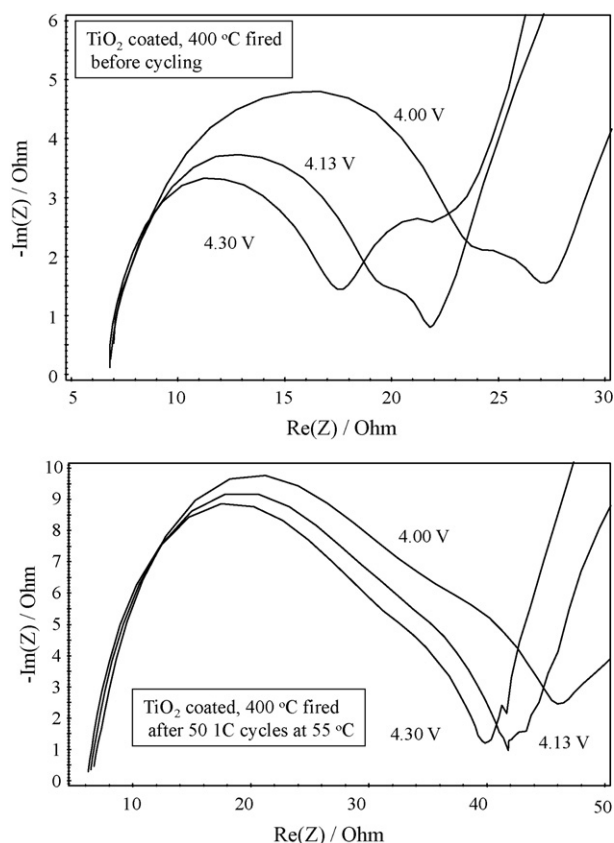 6
TiO2 coated, 400 oC fired
before cycling
5
4.00 V
4
4.13 V
3
4.30 V
2
1
0
-Im(Z) / Ohm
5 10 15 20 25 30
Re(Z) / Ohm
10
9
8
4.00 V
7
6
5
4
3
TiO2 coated, 400 oC fired
after 50 1C cycles at 55 oC
4.30 V 4.13 V
2
1
0
-Im(Z) / Ohm
10 20 30 40 50
Re(Z) / Ohm